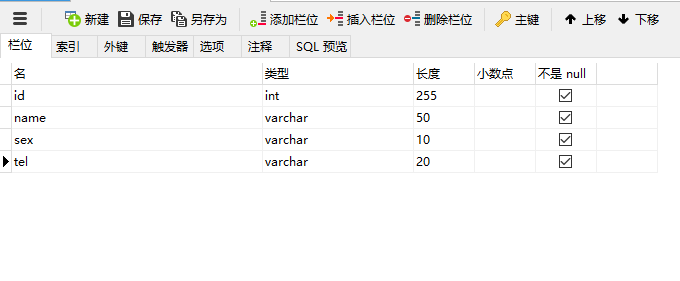 新建 保存 另存为 添加栏位 插入栏位 删除栏位 主键 上移 下移
栏位 索引 外键 触发器 选项 注释 SQL 预览
名 类型 长度 小数点 不是 null
id int 255
name varchar 50
sex varchar 10
tel varchar 20